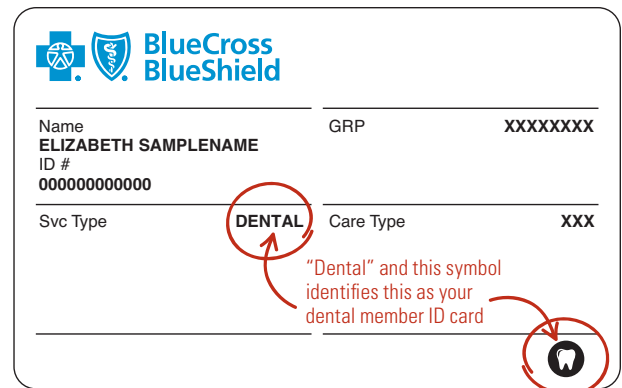 BlueCross
BlueShield
Name
ELIZABETH SAMPLENAME
ID #
000000000000
GRP XXXXXXXX
Svc Type DENTAL
Care Type XXX
"Dental" and this symbol
identifies this as your
dental member ID card